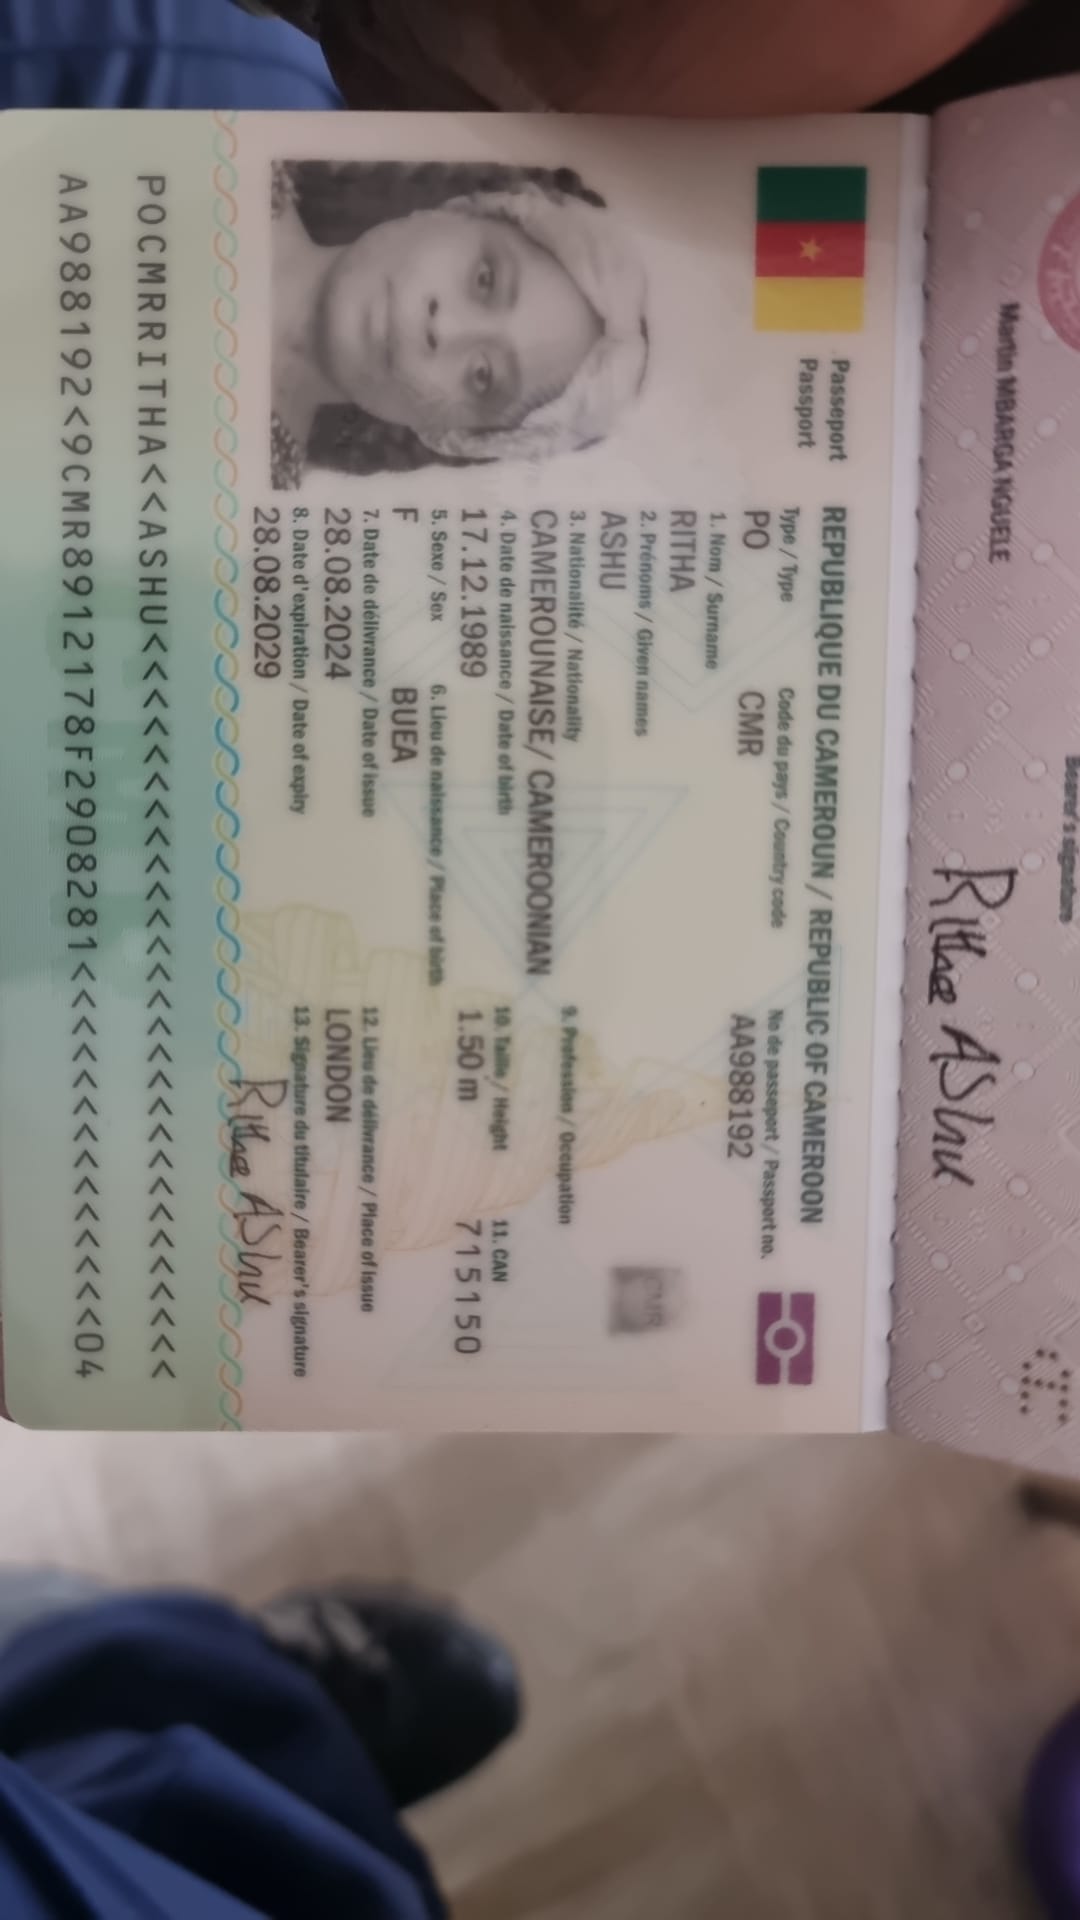 Martin MBARGA NGUELE
Bearer's signature
Ritha Ashu
REPUBLIQUE DU CAMEROUN / REPUBLIC OF CAMEROON
Passeport
Passport
Type / Type
Code du pays / Country code
No de passeport / Passport no.
PO
CMR
AA988192
1. Nom / Surname
RITHA
2. Prénoms / Given names
ASHU
3. Nationalité / Nationality
9. Profession / Occupation
CAMEROUNAISE/ CAMEROONIAN
4. Date de naissance / Date of birth
10. Taille / Height
11. CAN
17.12.1989
1.50 m
715150
5. Sexe / Sex
6. Lieu de naissance / Place of birth
F
BUEA
7. Date de délivrance / Date of issue
12. Lieu de délivrance / Place of issue
28.08.2024
LONDON
8. Date d'expiration / Date of expiry
13. Signature du titulaire / Bearer's signature
28.08.2029
Ritha Ashu
POCMRRITHA<<ASHU<<<<<<<<<<<<<<<<<<<<<<<<<<<<
AA988192<9CMR8912178F2908281<<<<<<<<<<<<<<04